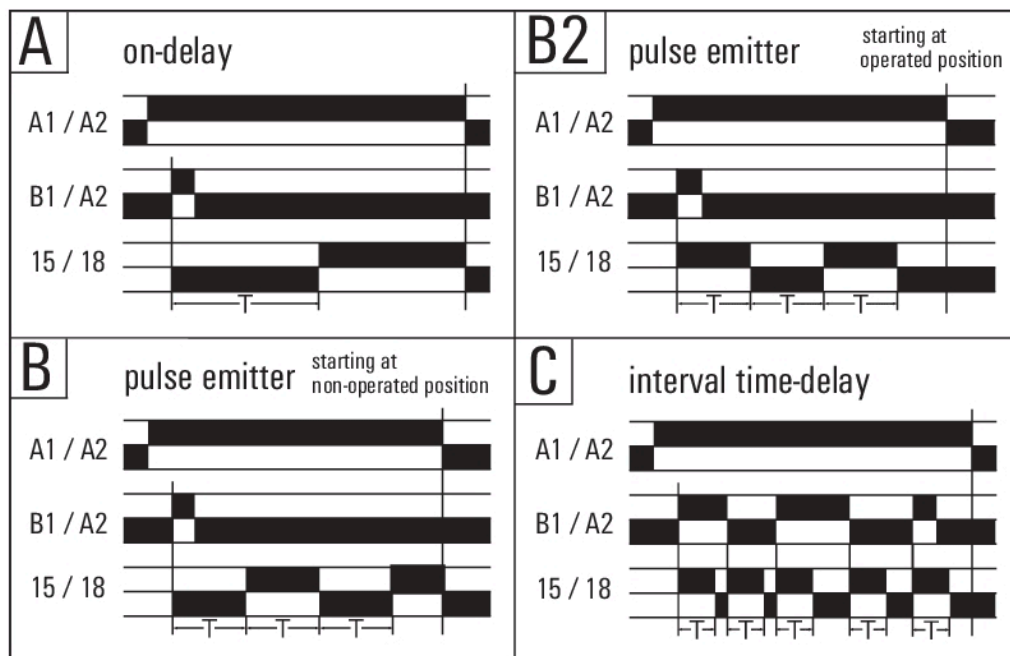 A
on-delay
A1 / A2
B1 / A2
15 / 18
T
B2
pulse emitter
starting at
operated position
A1 / A2
B1 / A2
15 / 18
T T T
B
pulse emitter
starting at
non-operated position
A1 / A2
B1 / A2
15 / 18
T T T
C
interval time-delay
A1 / A2
B1 / A2
15 / 18
T T T T T